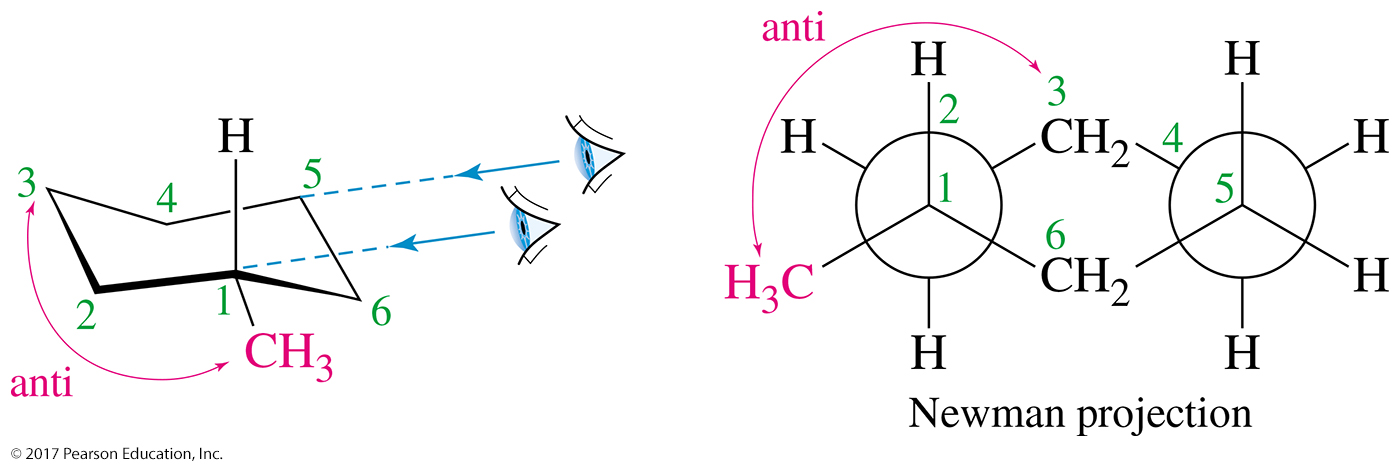 anti
H H
3
2
H CH₂ 4 H
H
5
3 4
1 5
6
2 1 6
H₃C CH₂ H
CH₃
anti
H H
Newman projection
© 2017 Pearson Education, Inc.